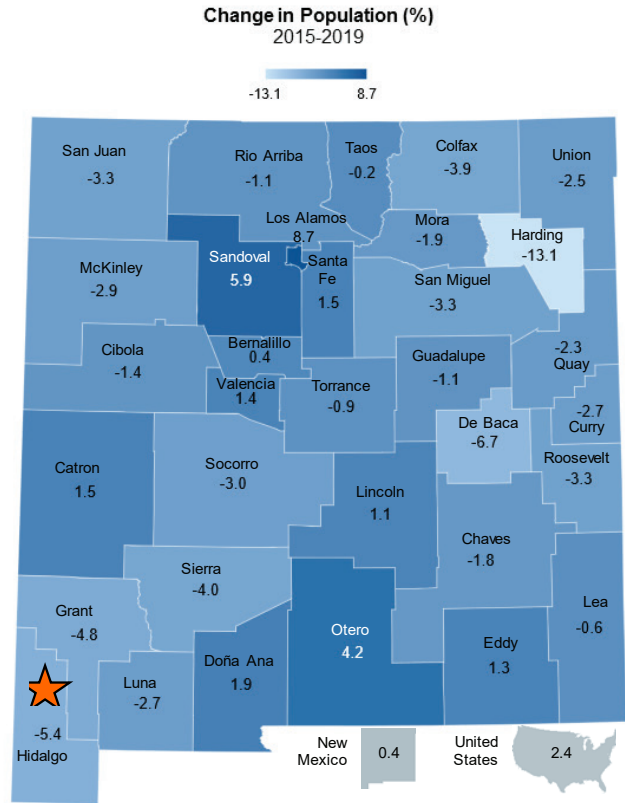 Change in Population (%)
2015-2019
-13.1 8.7
San Juan
-3.3
Rio Arriba
-1.1
Taos
-0.2
Colfax
-3.9
Union
-2.5
Los Alamos
8.7
Mora
-1.9
Harding
-13.1
McKinley
-2.9
Sandoval
5.9
Santa
Fe
1.5
San Miguel
-3.3
Cibola
-1.4
Bernalillo
0.4
Valencia
1.4
Torrance
-0.9
Guadalupe
-1.1
-2.3
Quay
-2.7
Curry
De Baca
-6.7
Roosevelt
-3.3
Catron
1.5
Socorro
-3.0
Lincoln
1.1
Chaves
-1.8
Sierra
-4.0
Grant
-4.8
Lea
-0.6
Otero
4.2
Eddy
1.3
Doña Ana
1.9
Luna
-2.7
-5.4
Hidalgo
New
Mexico
0.4
United
States
2.4